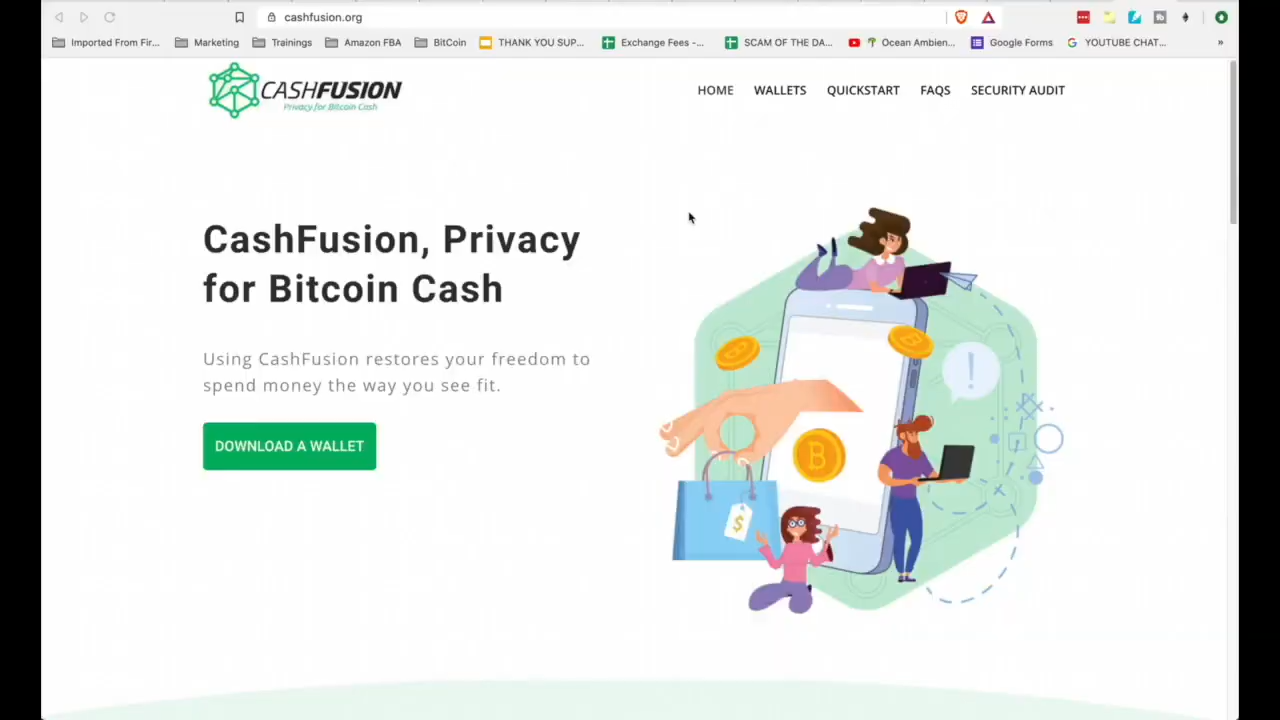 cashfusion.org
Imported From Fir... Marketing Trainings Amazon FBA BitCoin THANK YOU SUP... Exchange Fees -... SCAM OF THE DA... Ocean Ambien... Google Forms YOUTUBE CHAT... »
CASHFUSION
Privacy for Bitcoin Cash
HOME WALLETS QUICKSTART FAQS SECURITY AUDIT
CashFusion, Privacy
for Bitcoin Cash
Using CashFusion restores your freedom to
spend money the way you see fit.
DOWNLOAD A WALLET